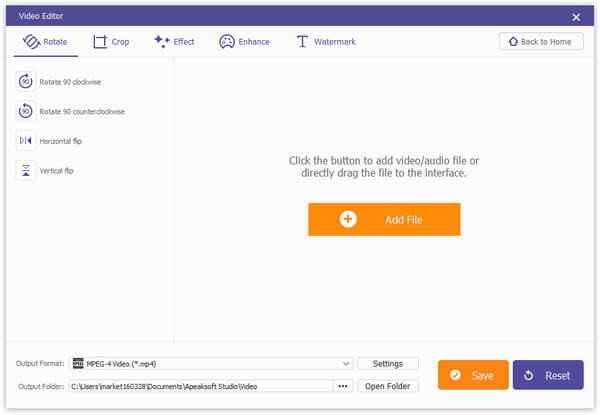 Video Editor
Rotate Crop Effect Enhance Watermark Back to Home
90 Rotate 90 clockwise
90 Rotate 90 counterclockwise
Horizontal flip
Vertical flip
Click the button to add video/audio file or
directly drag the file to the interface.
Add File
Output Format: MPEG-4 Video (*.mp4) Settings
Output Folder: C:\Users\market160328\Documents\Apeaksoft Studio\Video ••• Open Folder
Save Reset